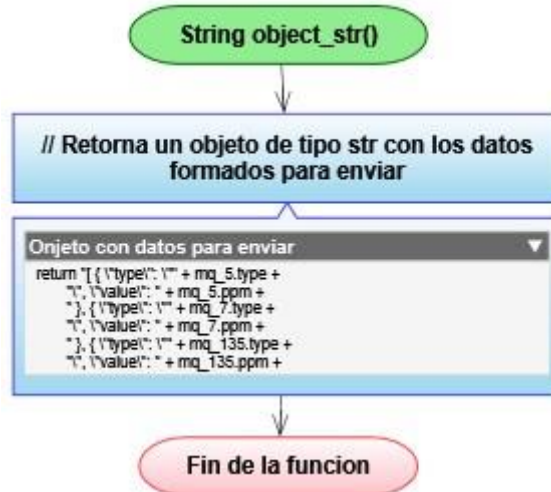 String object_str()
// Retorna un objeto de tipo str con los datos
formados para enviar
Onjeto con datos para enviar
return "[ { \"type\": \"" + mq_5.type +
"\", \"value\": " + mq_5.ppm +
" }, { \"type\": \"" + mq_7.type +
"\", \"value\": " + mq_7.ppm +
" }, { \"type\": \"" + mq_135.type +
"\", \"value\": " + mq_135.ppm +
Fin de la funcion